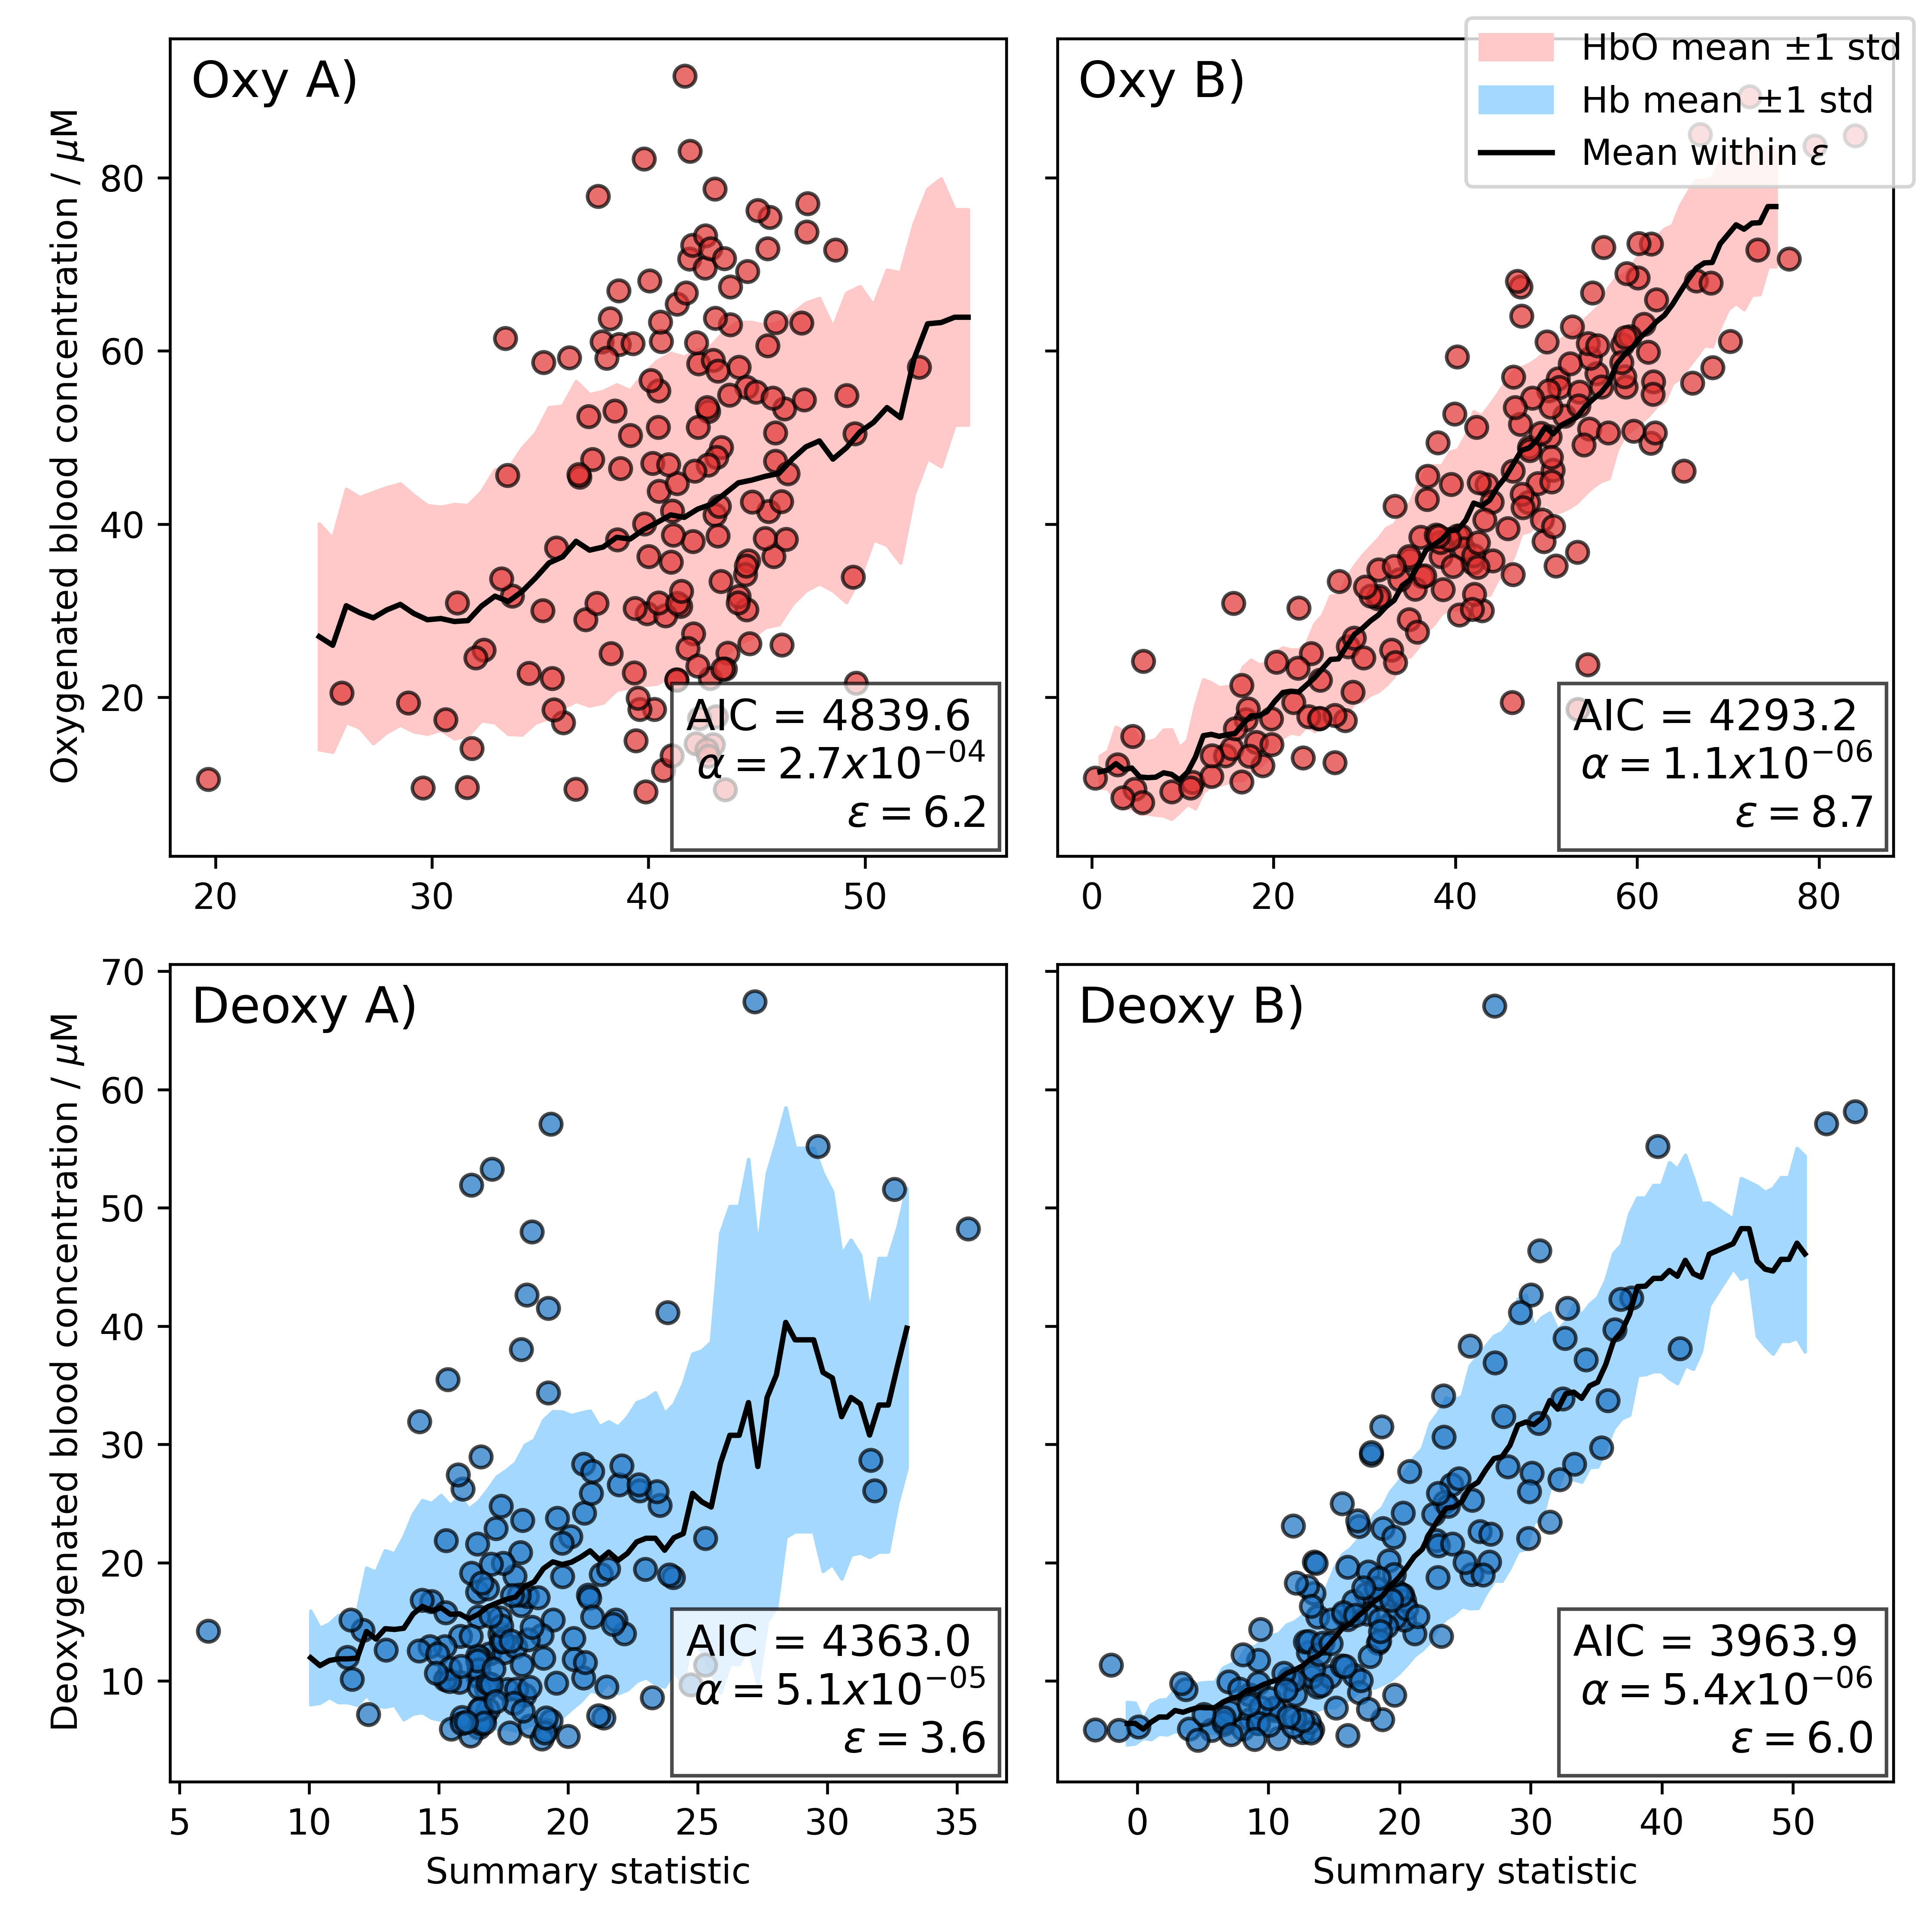 Oxy A)
Oxygenated blood concentration / μM
80
60
40
20
AIC = 4839.6
α = 2.7x10⁻⁰⁴
ε = 6.2
20 30 40 50
Oxy B)
HbO mean ±1 std
Hb mean ±1 std
Mean within ε
AIC = 4293.2
α = 1.1x10⁻⁰⁶
ε = 8.7
0 20 40 60 80
Deoxy A)
Deoxygenated blood concentration / μM
70
60
50
40
30
20
10
AIC = 4363.0
α = 5.1x10⁻⁰⁵
ε = 3.6
5 10 15 20 25 30 35
Summary statistic
Deoxy B)
AIC = 3963.9
α = 5.4x10⁻⁰⁶
ε = 6.0
0 10 20 30 40 50
Summary statistic